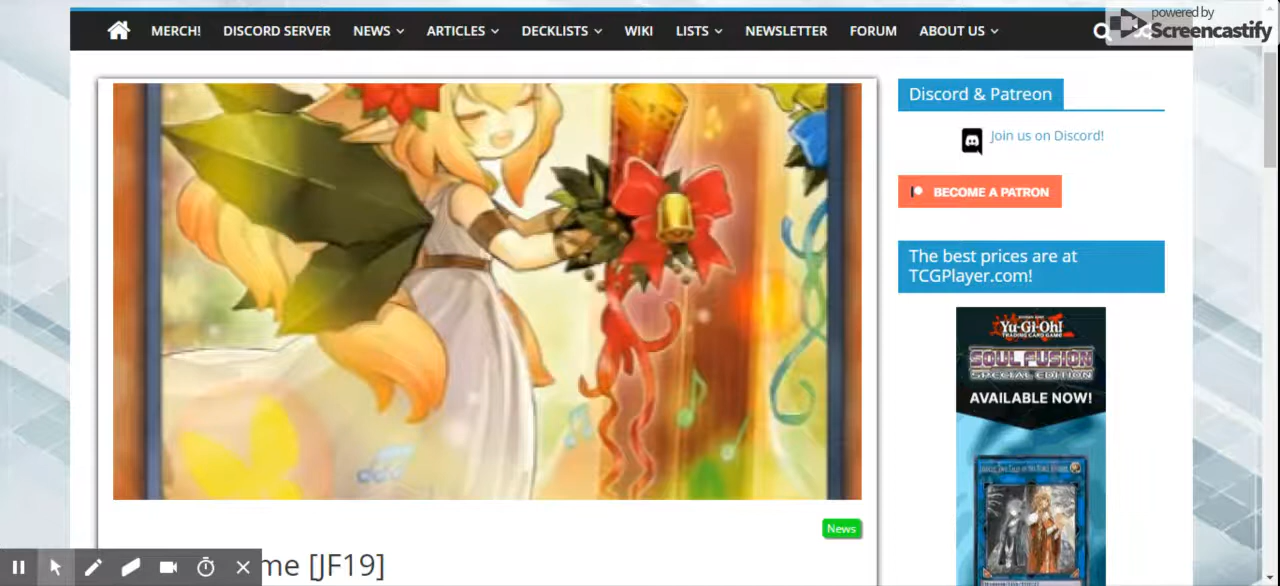 powered by
Screencastify
MERCH! DISCORD SERVER NEWS ARTICLES DECKLISTS WIKI LISTS NEWSLETTER FORUM ABOUT US
Discord & Patreon
Join us on Discord!
BECOME A PATRON
The best prices are at
TCGPlayer.com!
Yu-Gi-Oh!
TRADING CARD GAME
SOUL FUSION
SPECIAL EDITION
AVAILABLE NOW!
News
me [JF19]